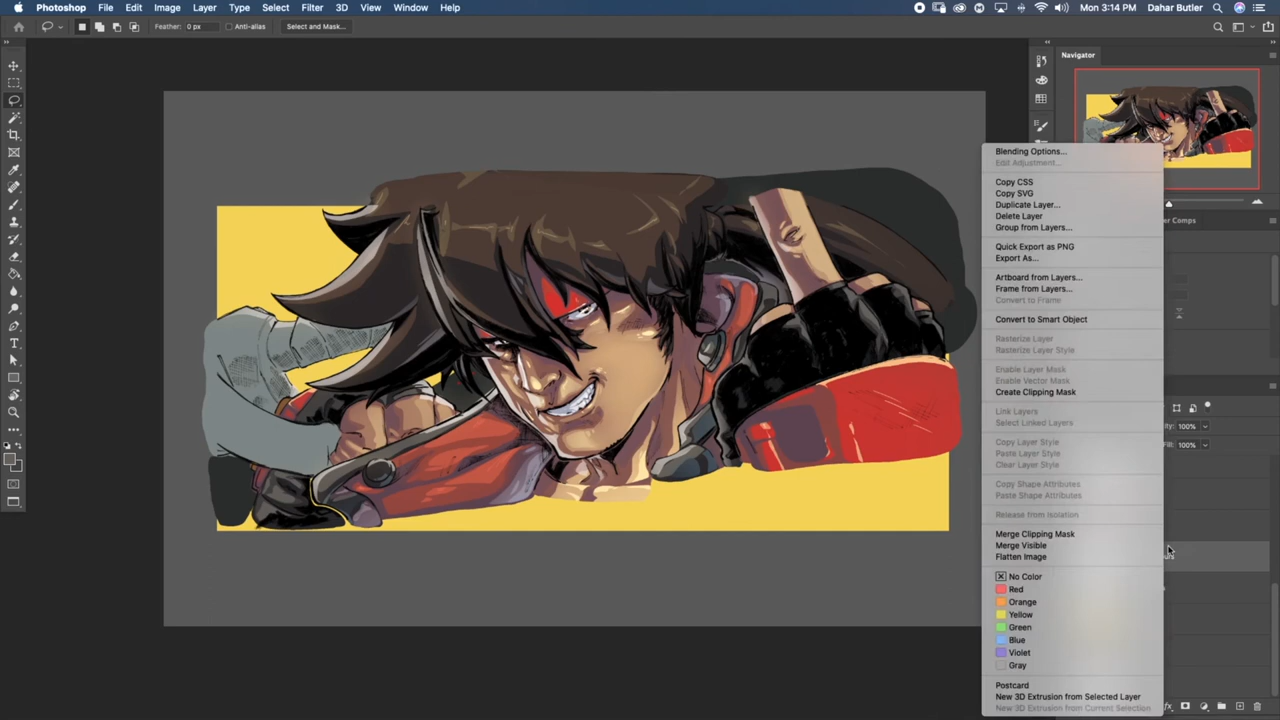 Photoshop File Edit Image Layer Type Select Filter 3D View Window Help
Mon 3:14 PM Dahar Butler
Feather: 0 px Anti-alias Select and Mask...
Navigator
Blending Options...
Edit Adjustment...
Copy CSS
Copy SVG
Duplicate Layer...
Delete Layer
Group from Layers...
er Comps
Quick Export as PNG
Export As...
Artboard from Layers...
Frame from Layers...
Convert to Frame
Convert to Smart Object
Rasterize Layer
Rasterize Layer Style
Enable Layer Mask
Enable Vector Mask
Create Clipping Mask
Link Layers
Select Linked Layers
ity: 100%
Fill: 100%
Copy Layer Style
Paste Layer Style
Clear Layer Style
Copy Shape Attributes
Paste Shape Attributes
Release from Isolation
Merge Clipping Mask
Merge Visible
Flatten Image
No Color
Red
Orange
Yellow
Green
Blue
Violet
Gray
Postcard
New 3D Extrusion from Selected Layer
New 3D Extrusion from Current Selection